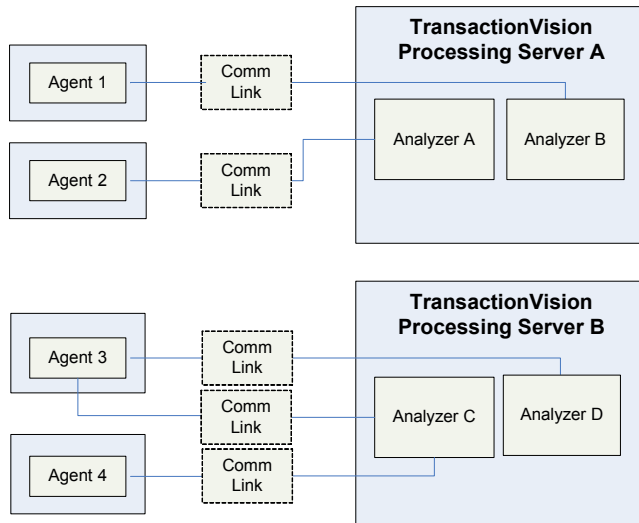 TransactionVision
Processing Server A
Agent 1
Comm
Link
Analyzer A
Analyzer B
Agent 2
Comm
Link
TransactionVision
Processing Server B
Agent 3
Comm
Link
Comm
Link
Analyzer C
Analyzer D
Agent 4
Comm
Link